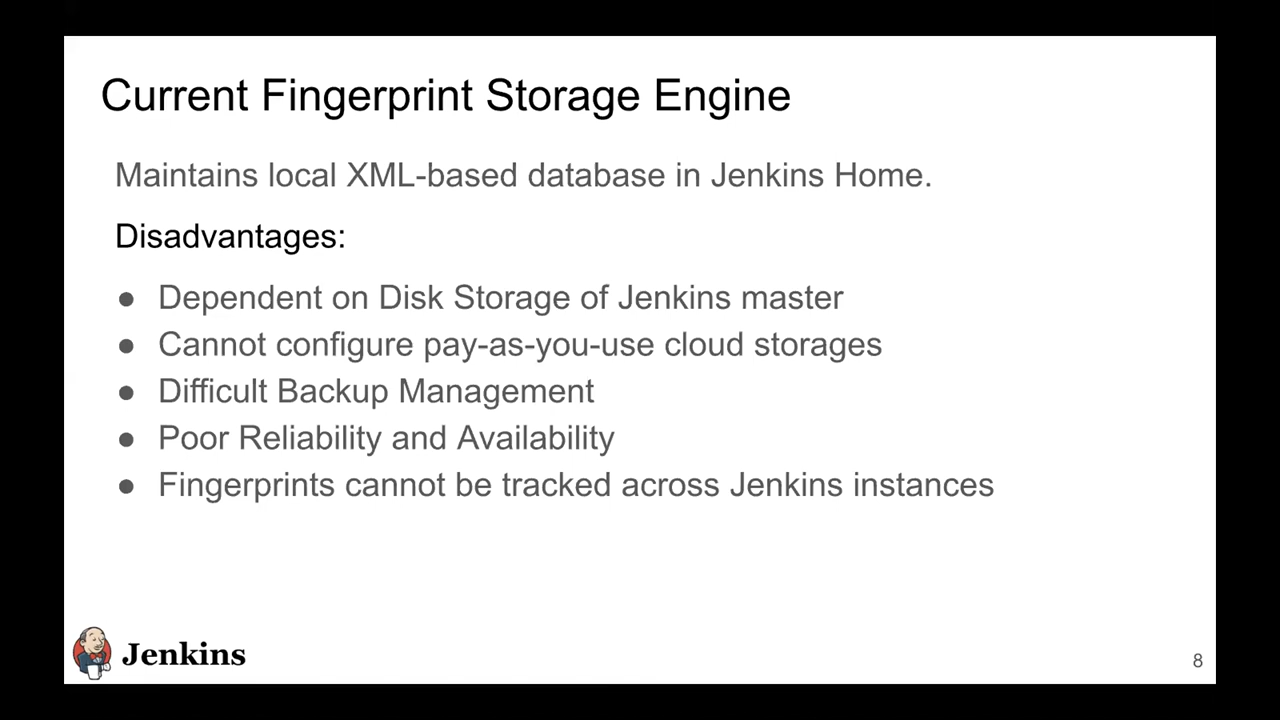 Current Fingerprint Storage Engine
Maintains local XML-based database in Jenkins Home.
Disadvantages:
● Dependent on Disk Storage of Jenkins master
● Cannot configure pay-as-you-use cloud storages
● Difficult Backup Management
● Poor Reliability and Availability
● Fingerprints cannot be tracked across Jenkins instances
Jenkins
8